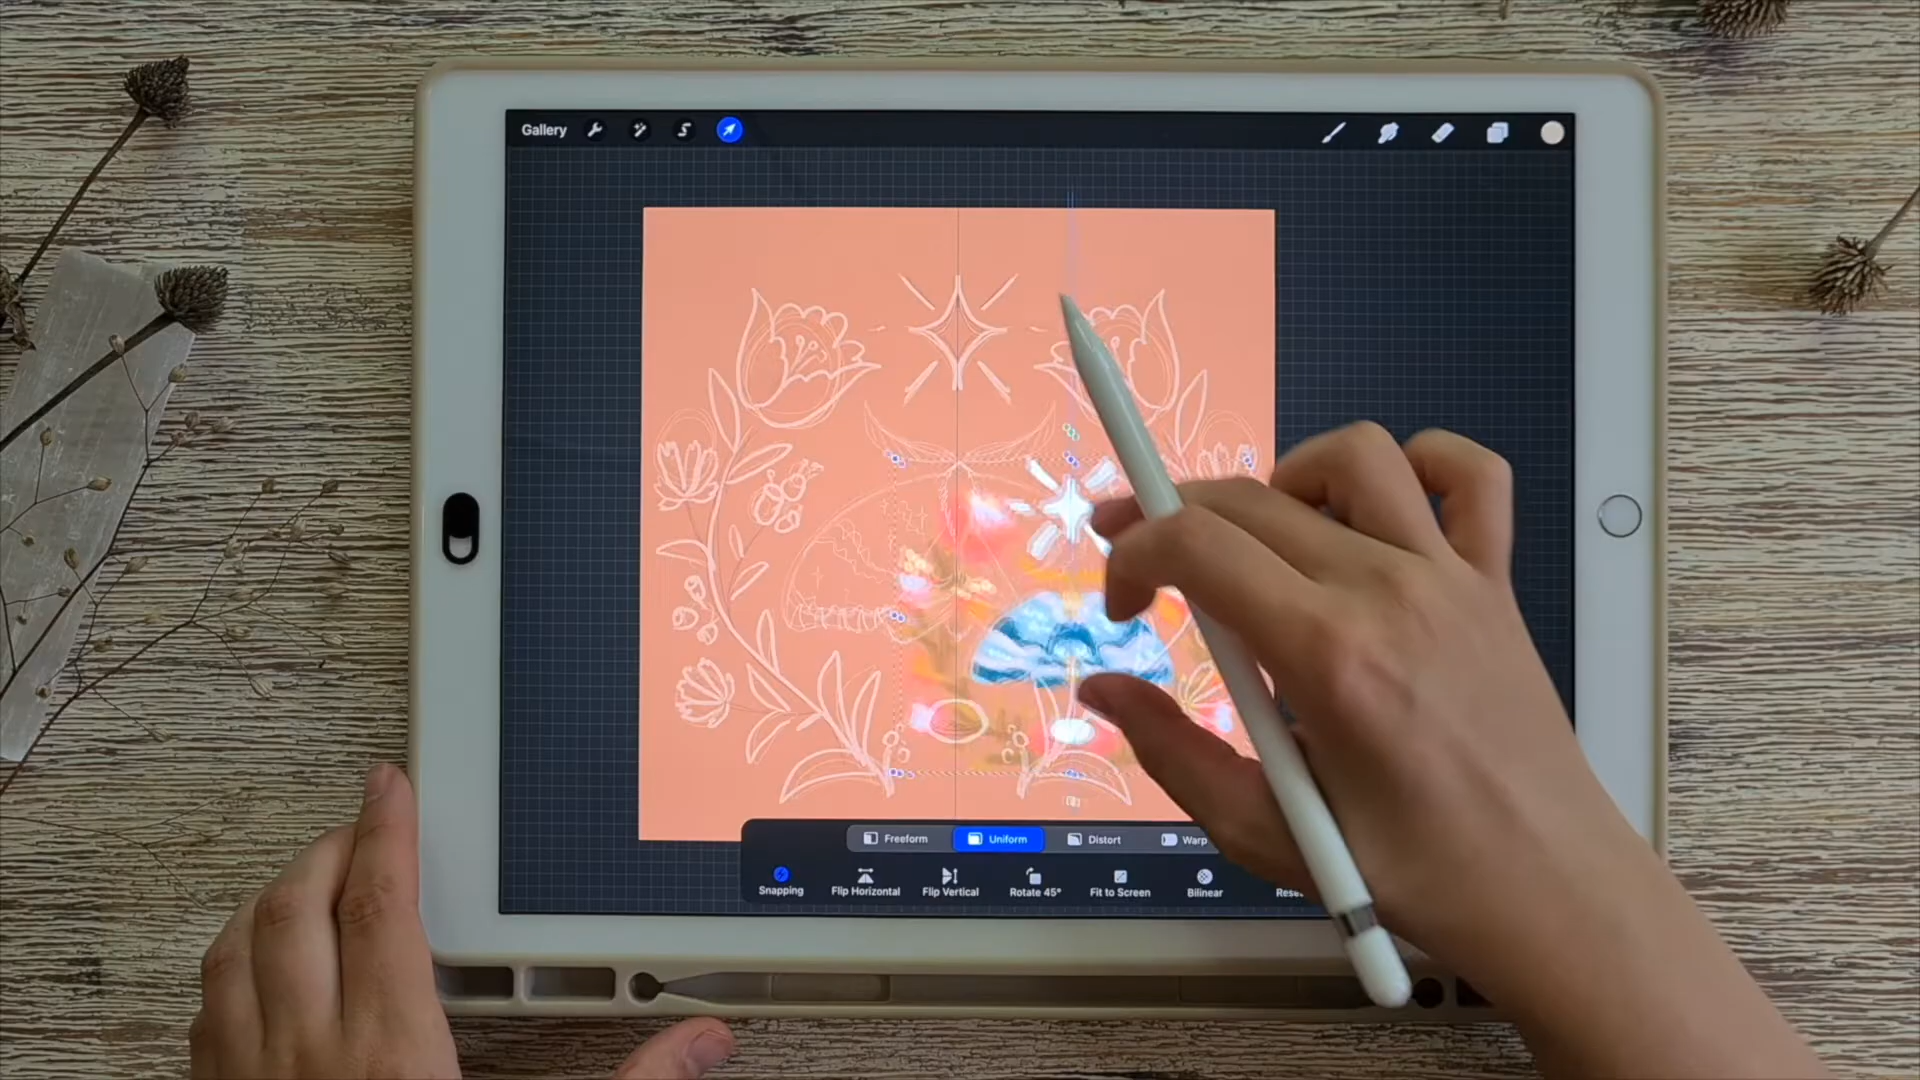 Gallery
Freeform Uniform Distort Warp
Snapping Flip Horizontal Flip Vertical Rotate 45° Fit to Screen Bilinear